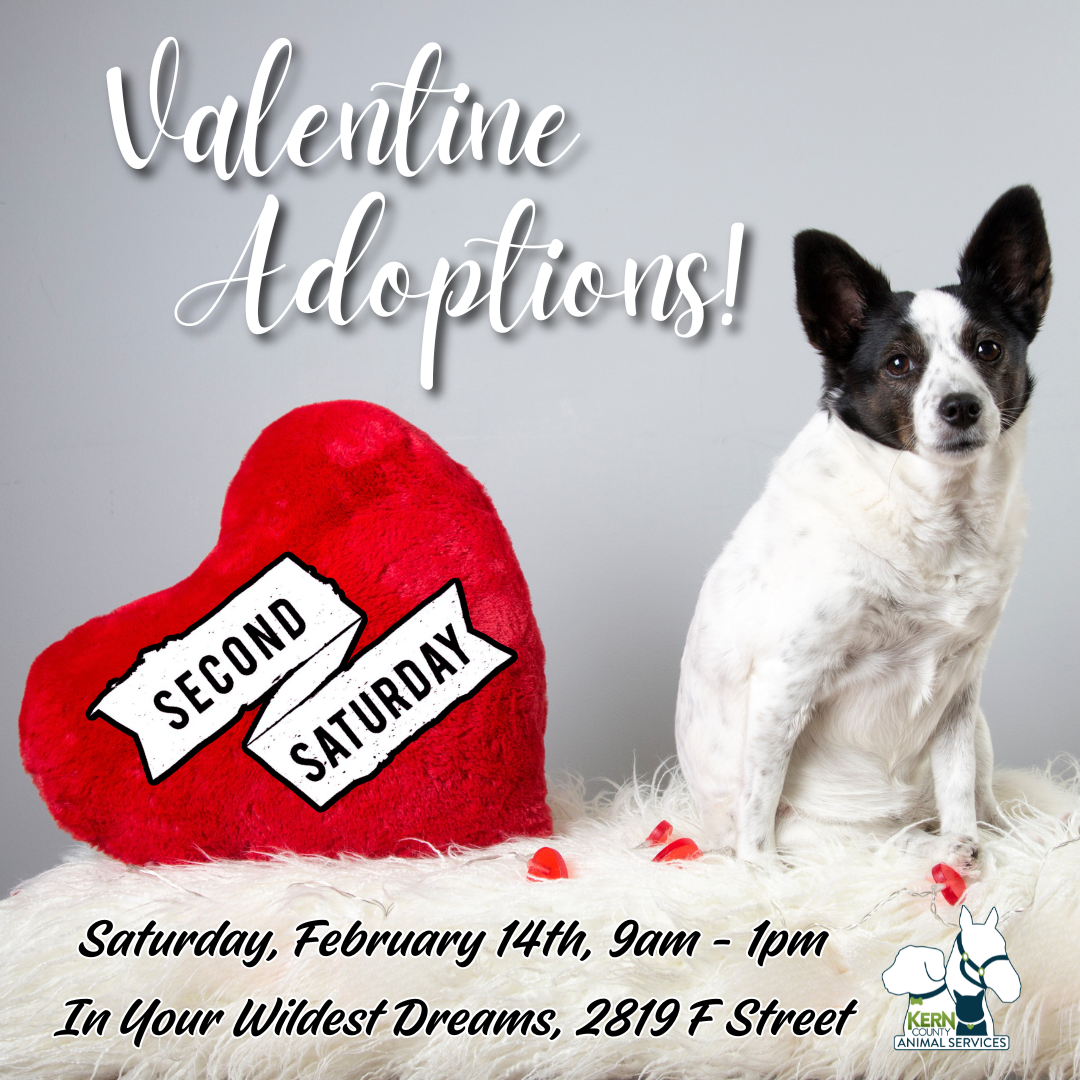 Valentine
Adoptions!
SECOND
SATURDAY
Saturday, February 14th, 9am - 1pm
In Your Wildest Dreams, 2819 F Street
KERN
COUNTY
ANIMAL SERVICES